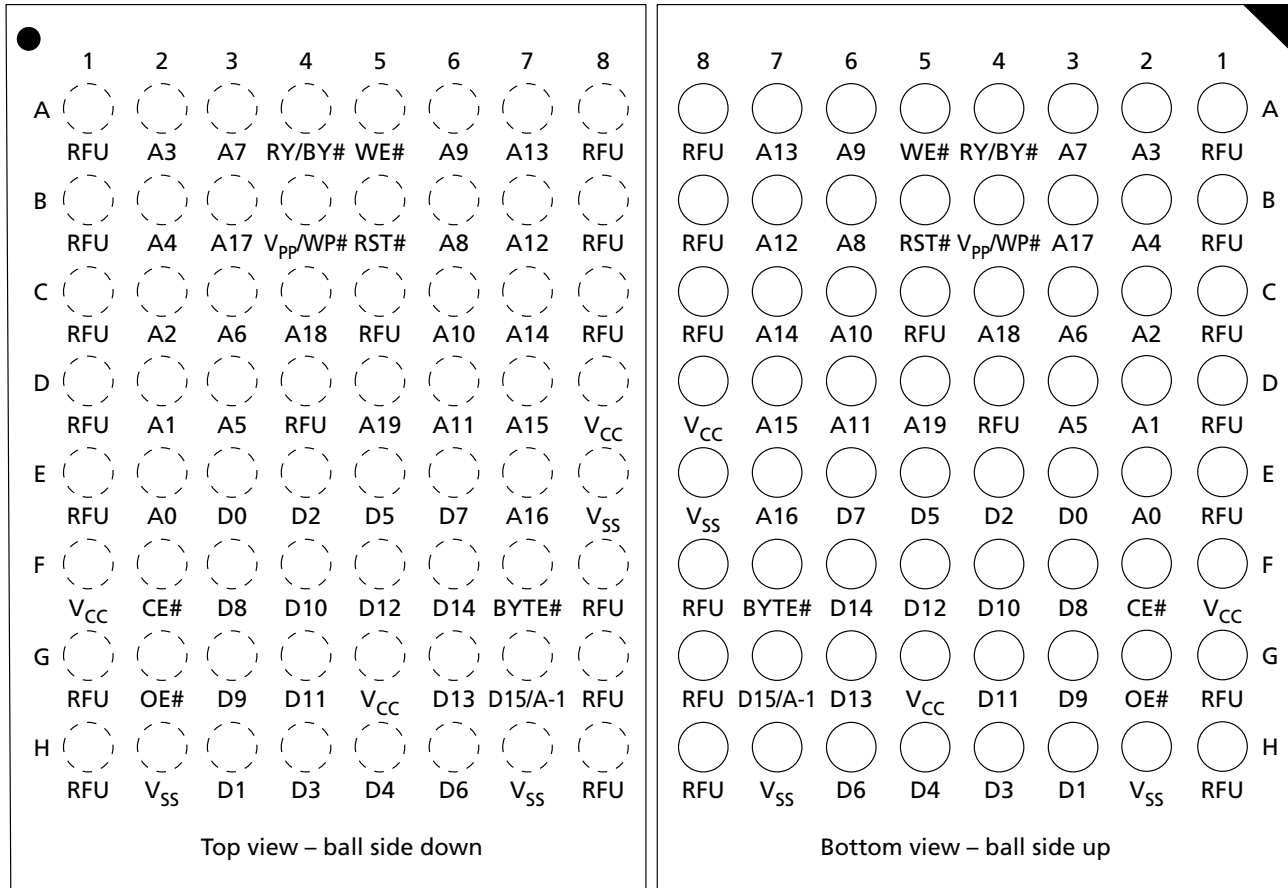 1 2 3 4 5 6 7 8
A
RFU A3 A7 RY/BY# WE# A9 A13 RFU
B
RFU A4 A17 VPP/WP# RST# A8 A12 RFU
C
RFU A2 A6 A18 RFU A10 A14 RFU
D
RFU A1 A5 RFU A19 A11 A15 VCC
E
RFU A0 D0 D2 D5 D7 A16 VSS
F
VCC CE# D8 D10 D12 D14 BYTE# RFU
G
RFU OE# D9 D11 VCC D13 D15/A-1 RFU
H
RFU VSS D1 D3 D4 D6 VSS RFU
Top view – ball side down
8 7 6 5 4 3 2 1
A
RFU A13 A9 WE# RY/BY# A7 A3 RFU
B
RFU A12 A8 RST# VPP/WP# A17 A4 RFU
C
RFU A14 A10 RFU A18 A6 A2 RFU
D
VCC A15 A11 A19 RFU A5 A1 RFU
E
VSS A16 D7 D5 D2 D0 A0 RFU
F
RFU BYTE# D14 D12 D10 D8 CE# VCC
G
RFU D15/A-1 D13 VCC D11 D9 OE# RFU
H
RFU VSS D6 D4 D3 D1 VSS RFU
Bottom view – ball side up